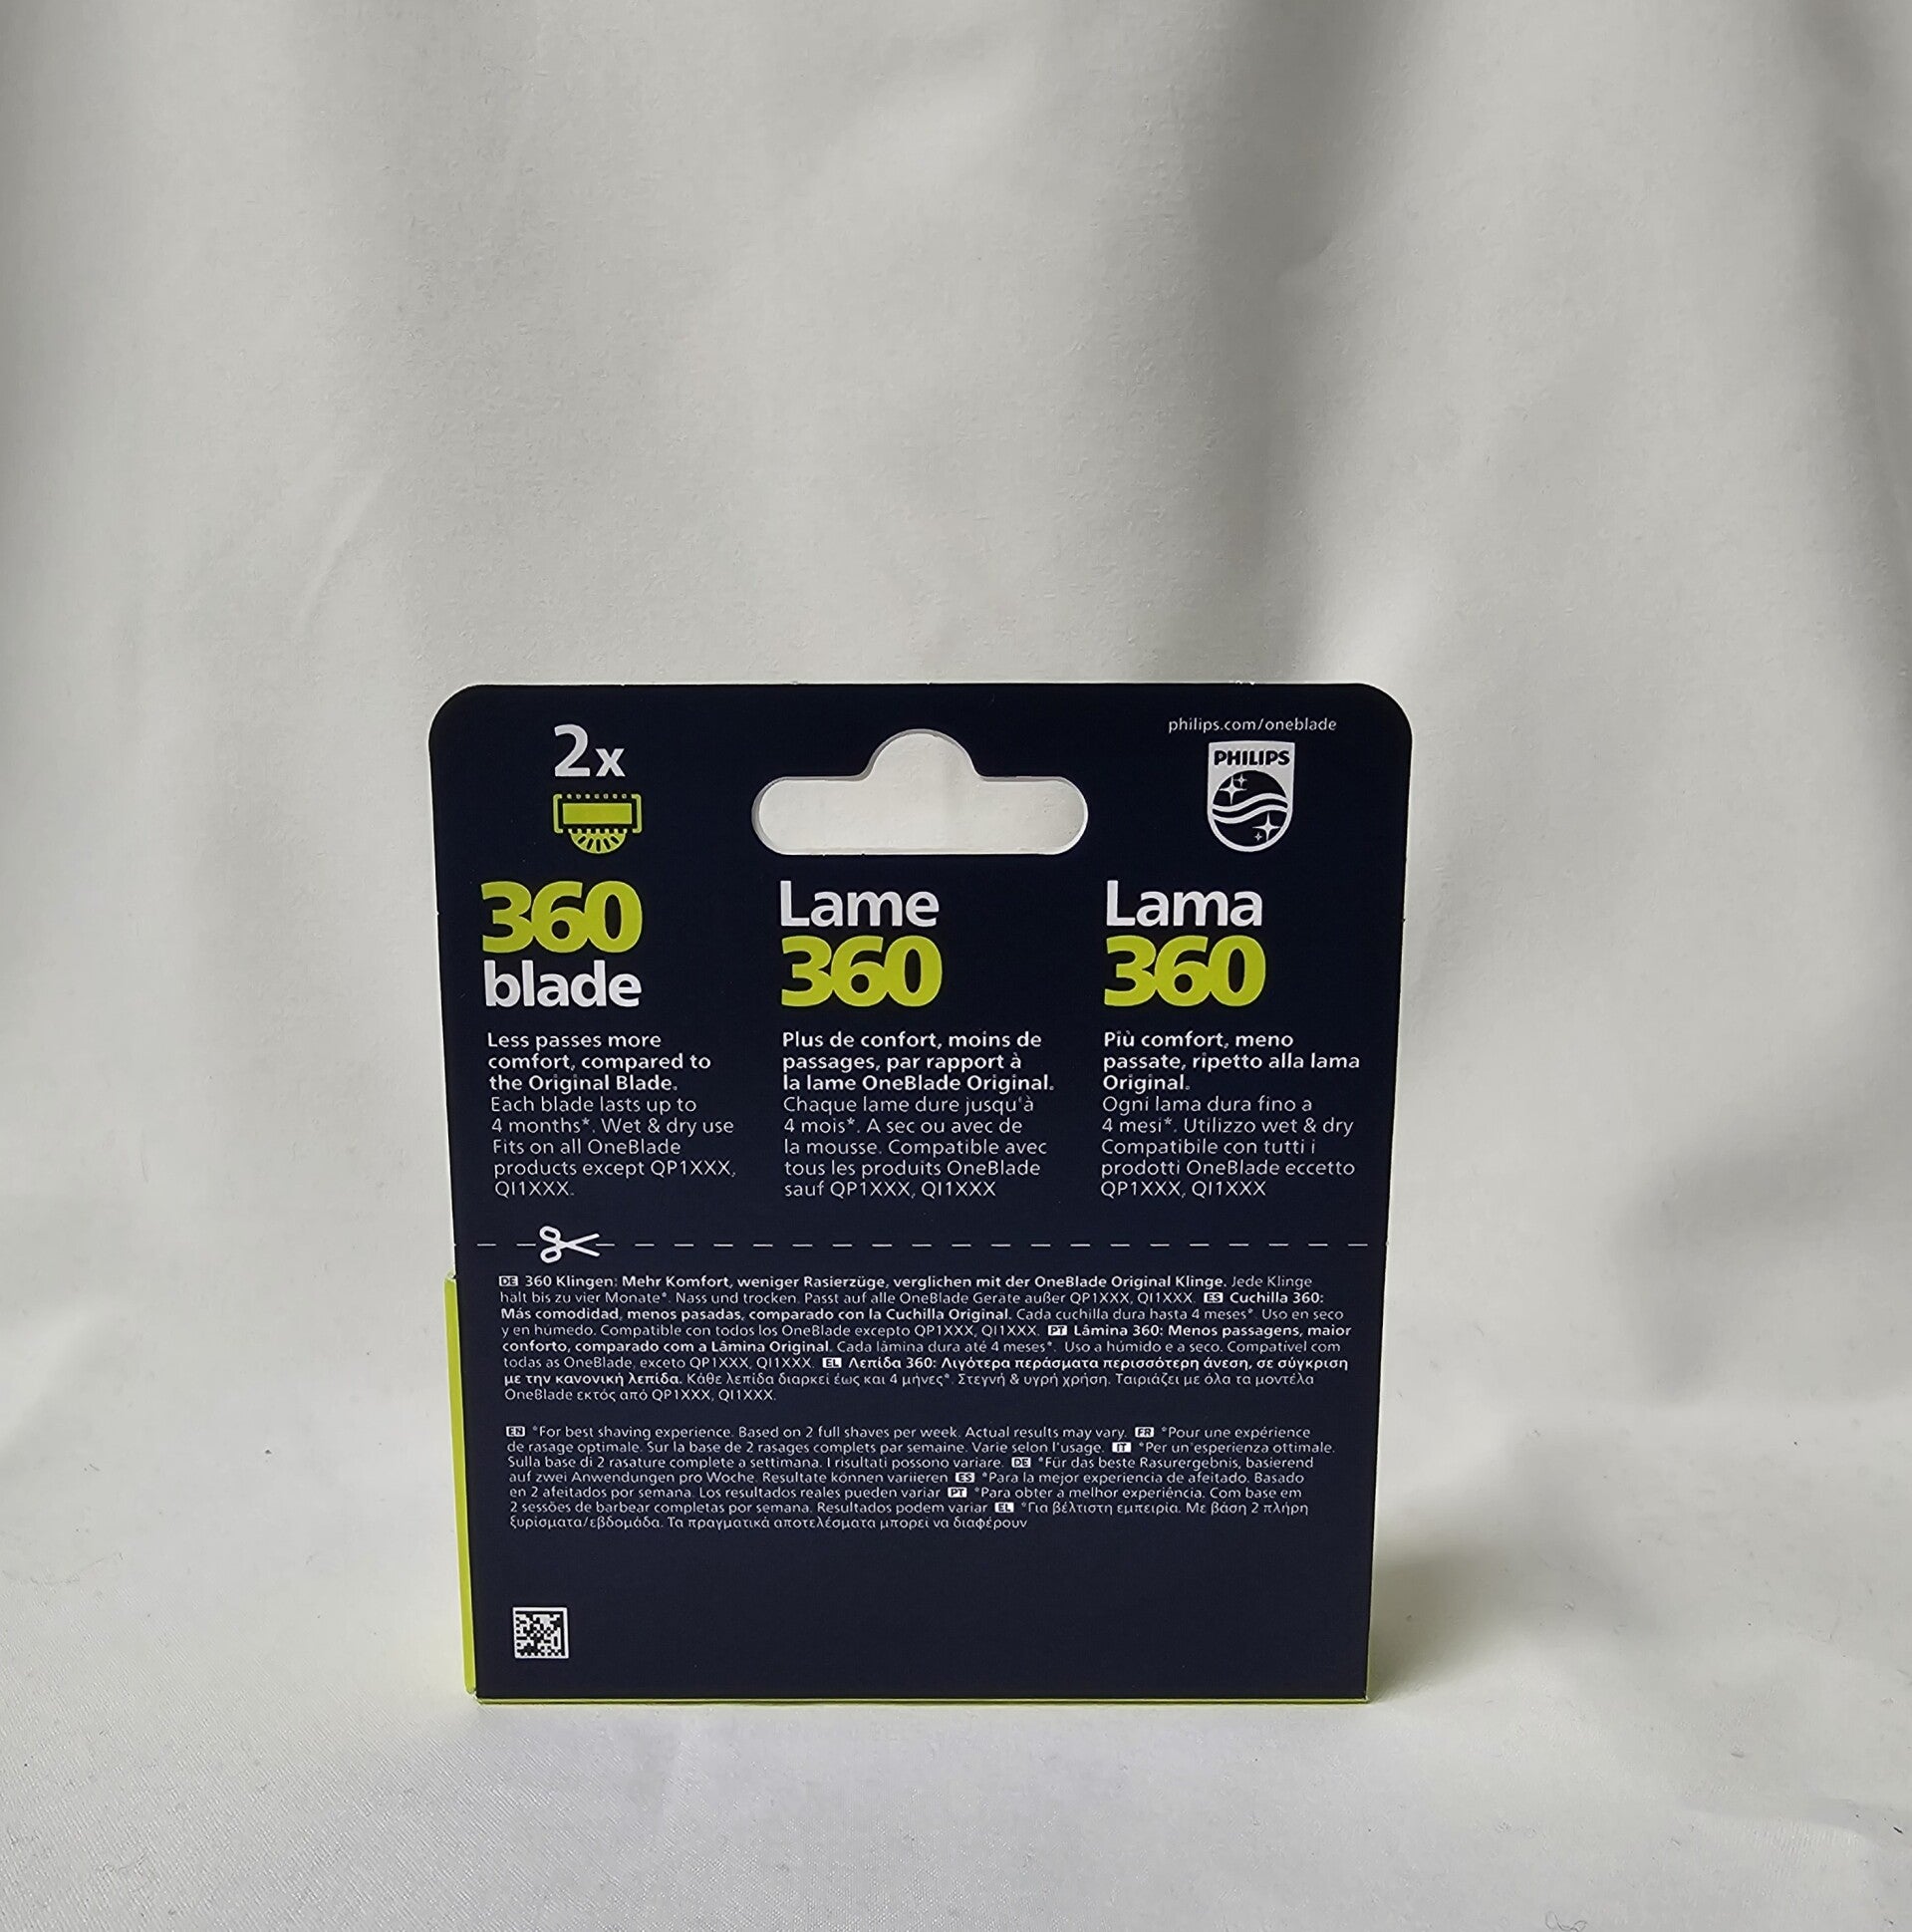 2x
philips.com/oneblade
PHILIPS
360
blade
Less passes more
comfort, compared to
the Original Blade.
Each blade lasts up to
4 months*. Wet & dry use
Fits on all OneBlade
products except QP1XXX,
QI1XXX.
Lame
360
Plus de confort, moins de
passages, par rapport à
la lame OneBlade Original.
Chaque lame dure jusqu'à
4 mois*. A sec ou avec de
la mousse. Compatible avec
tous les produits OneBlade
sauf QP1XXX, QI1XXX
Lama
360
Più comfort, meno
passate, ripetto alla lama
Original.
Ogni lama dura fino a
4 mesi*. Utilizzo wet & dry
Compatibile con tutti i
prodotti OneBlade eccetto
QP1XXX, QI1XXX
DE 360 Klingen: Mehr Komfort, weniger Rasierzüge, verglichen mit der OneBlade Original Klinge. Jede Klinge
hält bis zu vier Monate*. Nass und trocken. Passt auf alle OneBlade Geräte außer QP1XXX, QI1XXX. ES Cuchilla 360:
Más comodidad, menos pasadas, comparado con la Cuchilla Original. Cada cuchilla dura hasta 4 meses*. Uso en seco
y en húmedo. Compatible con todos los OneBlade excepto QP1XXX, QI1XXX. PT Lâmina 360: Menos passagens, maior
conforto, comparado com a Lâmina Original. Cada lâmina dura até 4 meses*. Uso a húmido e a seco. Compatível com
todas as OneBlade, exceto QP1XXX, QI1XXX. EL Λεπίδα 360: Λιγότερα περάσματα περισσότερη άνεση, σε σύγκριση
με την κανονική λεπίδα. Κάθε λεπίδα διαρκεί έως και 4 μήνες*. Στεγνή & υγρή χρήση. Ταιριάζει με όλα τα μοντέλα
OneBlade εκτός από QP1XXX, QI1XXX.
EN *For best shaving experience. Based on 2 full shaves per week. Actual results may vary. FR *Pour une expérience
de rasage optimale. Sur la base de 2 rasages complets par semaine. Varie selon l'usage. IT *Per un'esperienza ottimale.
Sulla base di 2 rasature complete a settimana. I risultati possono variare. DE *Für das beste Rasurergebnis, basierend
auf zwei Anwendungen pro Woche. Resultate können variieren ES *Para la mejor experiencia de afeitado. Basado
en 2 afeitados por semana. Los resultados reales pueden variar PT *Para obter a melhor experiência. Com base em
2 sessões de barbear completas por semana. Resultados podem variar EL *Για βέλτιστη εμπειρία. Με βάση 2 πλήρη
ξυρίσματα/εβδομάδα. Τα πραγματικά αποτελέσματα μπορεί να διαφέρουν